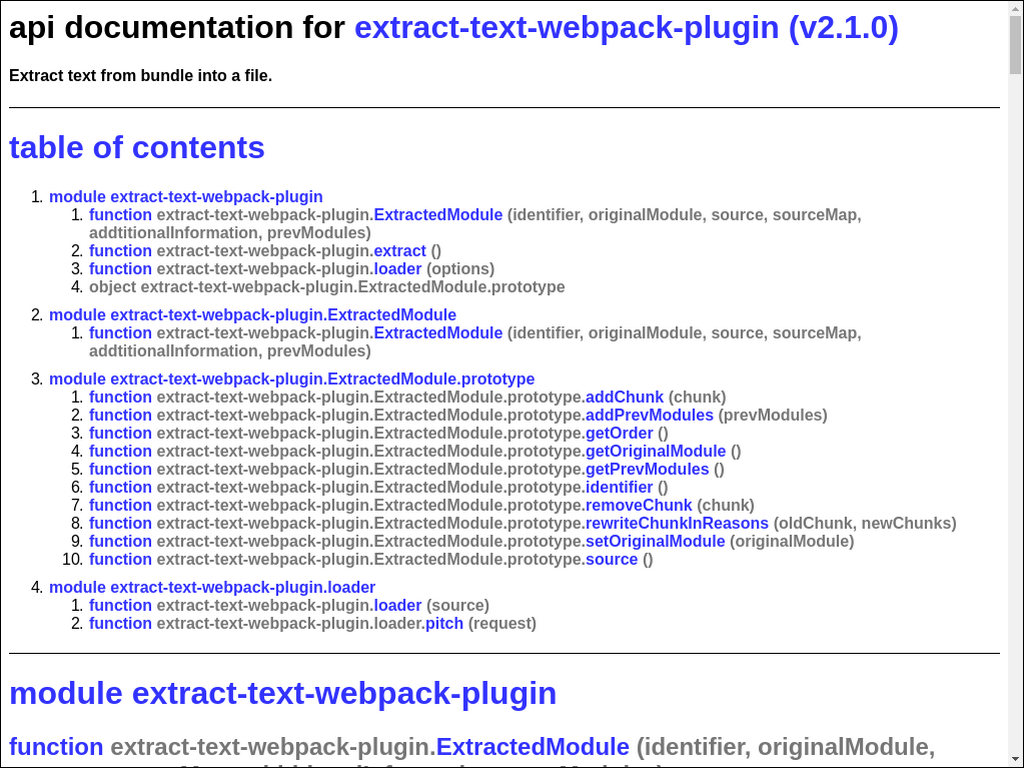 api documentation for extract-text-webpack-plugin (v2.1.0)
Extract text from bundle into a file.
table of contents
1. module extract-text-webpack-plugin
1. function extract-text-webpack-plugin.ExtractedModule (identifier, originalModule, source, sourceMap,
addtitionalInformation, prevModules)
2. function extract-text-webpack-plugin.extract ()
3. function extract-text-webpack-plugin.loader (options)
4. object extract-text-webpack-plugin.ExtractedModule.prototype
2. module extract-text-webpack-plugin.ExtractedModule
1. function extract-text-webpack-plugin.ExtractedModule (identifier, originalModule, source, sourceMap,
addtitionalInformation, prevModules)
3. module extract-text-webpack-plugin.ExtractedModule.prototype
1. function extract-text-webpack-plugin.ExtractedModule.prototype.addChunk (chunk)
2. function extract-text-webpack-plugin.ExtractedModule.prototype.addPrevModules (prevModules)
3. function extract-text-webpack-plugin.ExtractedModule.prototype.getOrder ()
4. function extract-text-webpack-plugin.ExtractedModule.prototype.getOriginalModule ()
5. function extract-text-webpack-plugin.ExtractedModule.prototype.getPrevModules ()
6. function extract-text-webpack-plugin.ExtractedModule.prototype.identifier ()
7. function extract-text-webpack-plugin.ExtractedModule.prototype.removeChunk (chunk)
8. function extract-text-webpack-plugin.ExtractedModule.prototype.rewriteChunkInReasons (oldChunk, newChunks)
9. function extract-text-webpack-plugin.ExtractedModule.prototype.setOriginalModule (originalModule)
10. function extract-text-webpack-plugin.ExtractedModule.prototype.source ()
4. module extract-text-webpack-plugin.loader
1. function extract-text-webpack-plugin.loader (source)
2. function extract-text-webpack-plugin.loader.pitch (request)
module extract-text-webpack-plugin
function extract-text-webpack-plugin.ExtractedModule (identifier, originalModule,